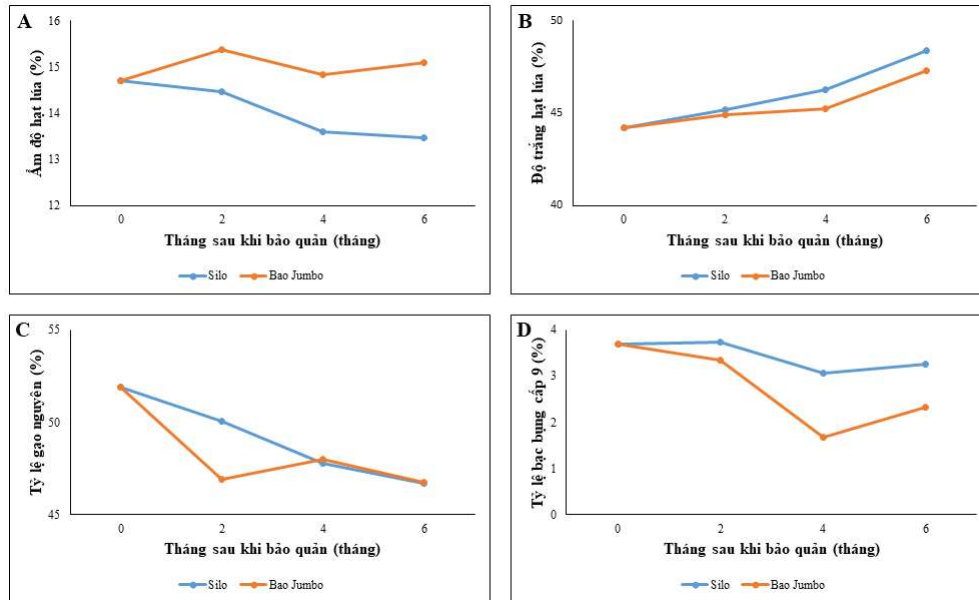 A
Ẩm độ hạt lúa (%)
16
15
14
13
12
0 2 4 6
Tháng sau khi bảo quản (tháng)
Silo Bao Jumbo
B
Độ trắng hạt lúa (%)
50
45
40
0 2 4 6
Tháng sau khi bảo quản (tháng)
Silo Bao Jumbo
C
Tỷ lệ gạo nguyên (%)
55
50
45
0 2 4 6
Tháng sau khi bảo quản (tháng)
Silo Bao Jumbo
D
Tỷ lệ bạc bụng cấp 9 (%)
4
3
2
1
0
0 2 4 6
Tháng sau khi bảo quản (tháng)
Silo Bao Jumbo